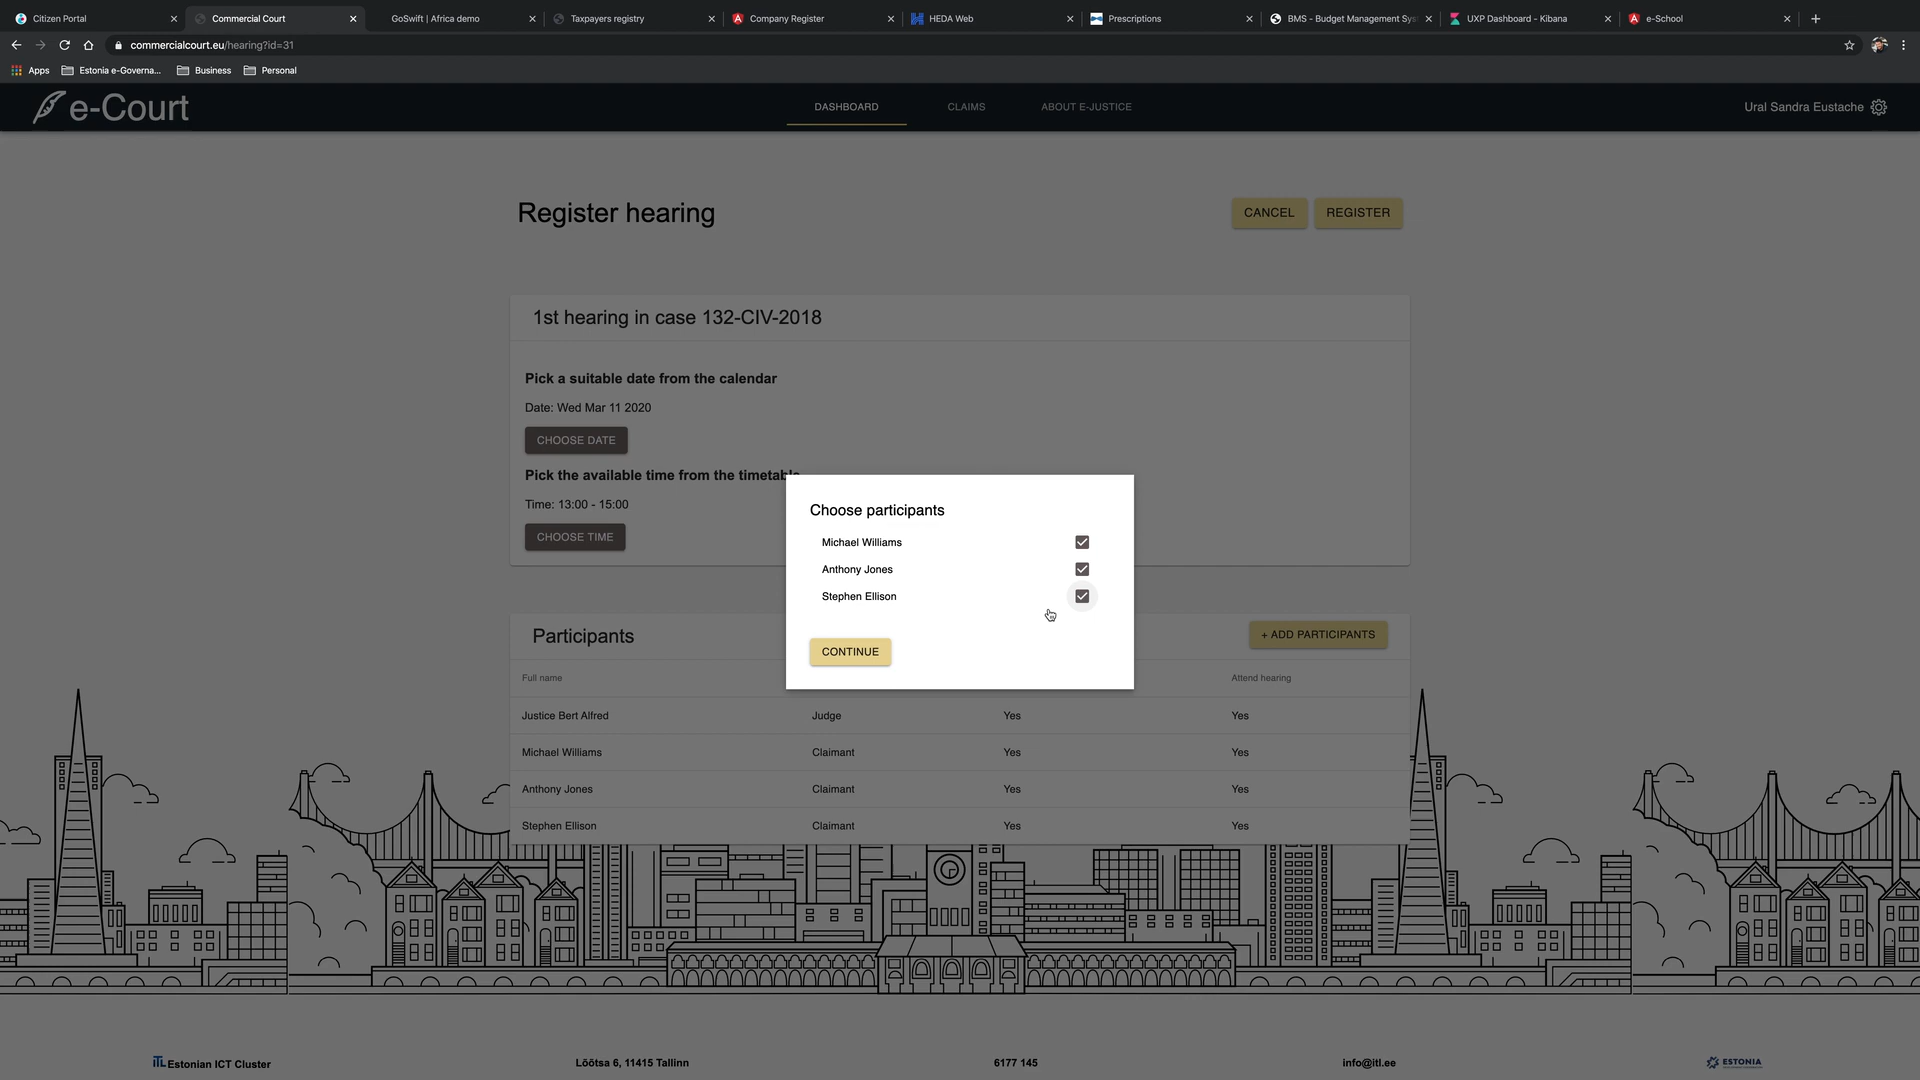 Citizen Portal
Commercial Court
GoSwift | Africa demo
Taxpayers registry
Company Register
HEDA Web
Prescriptions
BMS - Budget Management Sys
UXP Dashboard - Kibana
e-School
commercialcourt.eu/hearing?id=31
Apps
Estonia e-Governa...
Business
Personal
e-Court
DASHBOARD
CLAIMS
ABOUT E-JUSTICE
Ural Sandra Eustache
Register hearing
CANCEL
REGISTER
1st hearing in case 132-CIV-2018
Pick a suitable date from the calendar
Date: Wed Mar 11 2020
CHOOSE DATE
Pick the available time from the timetable
Time: 13:00 - 15:00
CHOOSE TIME
Choose participants
Michael Williams
Anthony Jones
Stephen Ellison
CONTINUE
Participants
+ ADD PARTICIPANTS
Full name
Attend hearing
Justice Bert Alfred Judge Yes Yes
Michael Williams Claimant Yes Yes
Anthony Jones Claimant Yes Yes
Stephen Ellison Claimant Yes Yes
ITL Estonian ICT Cluster
Lõõtsa 6, 11415 Tallinn
6177 145
info@itl.ee
ESTONIA